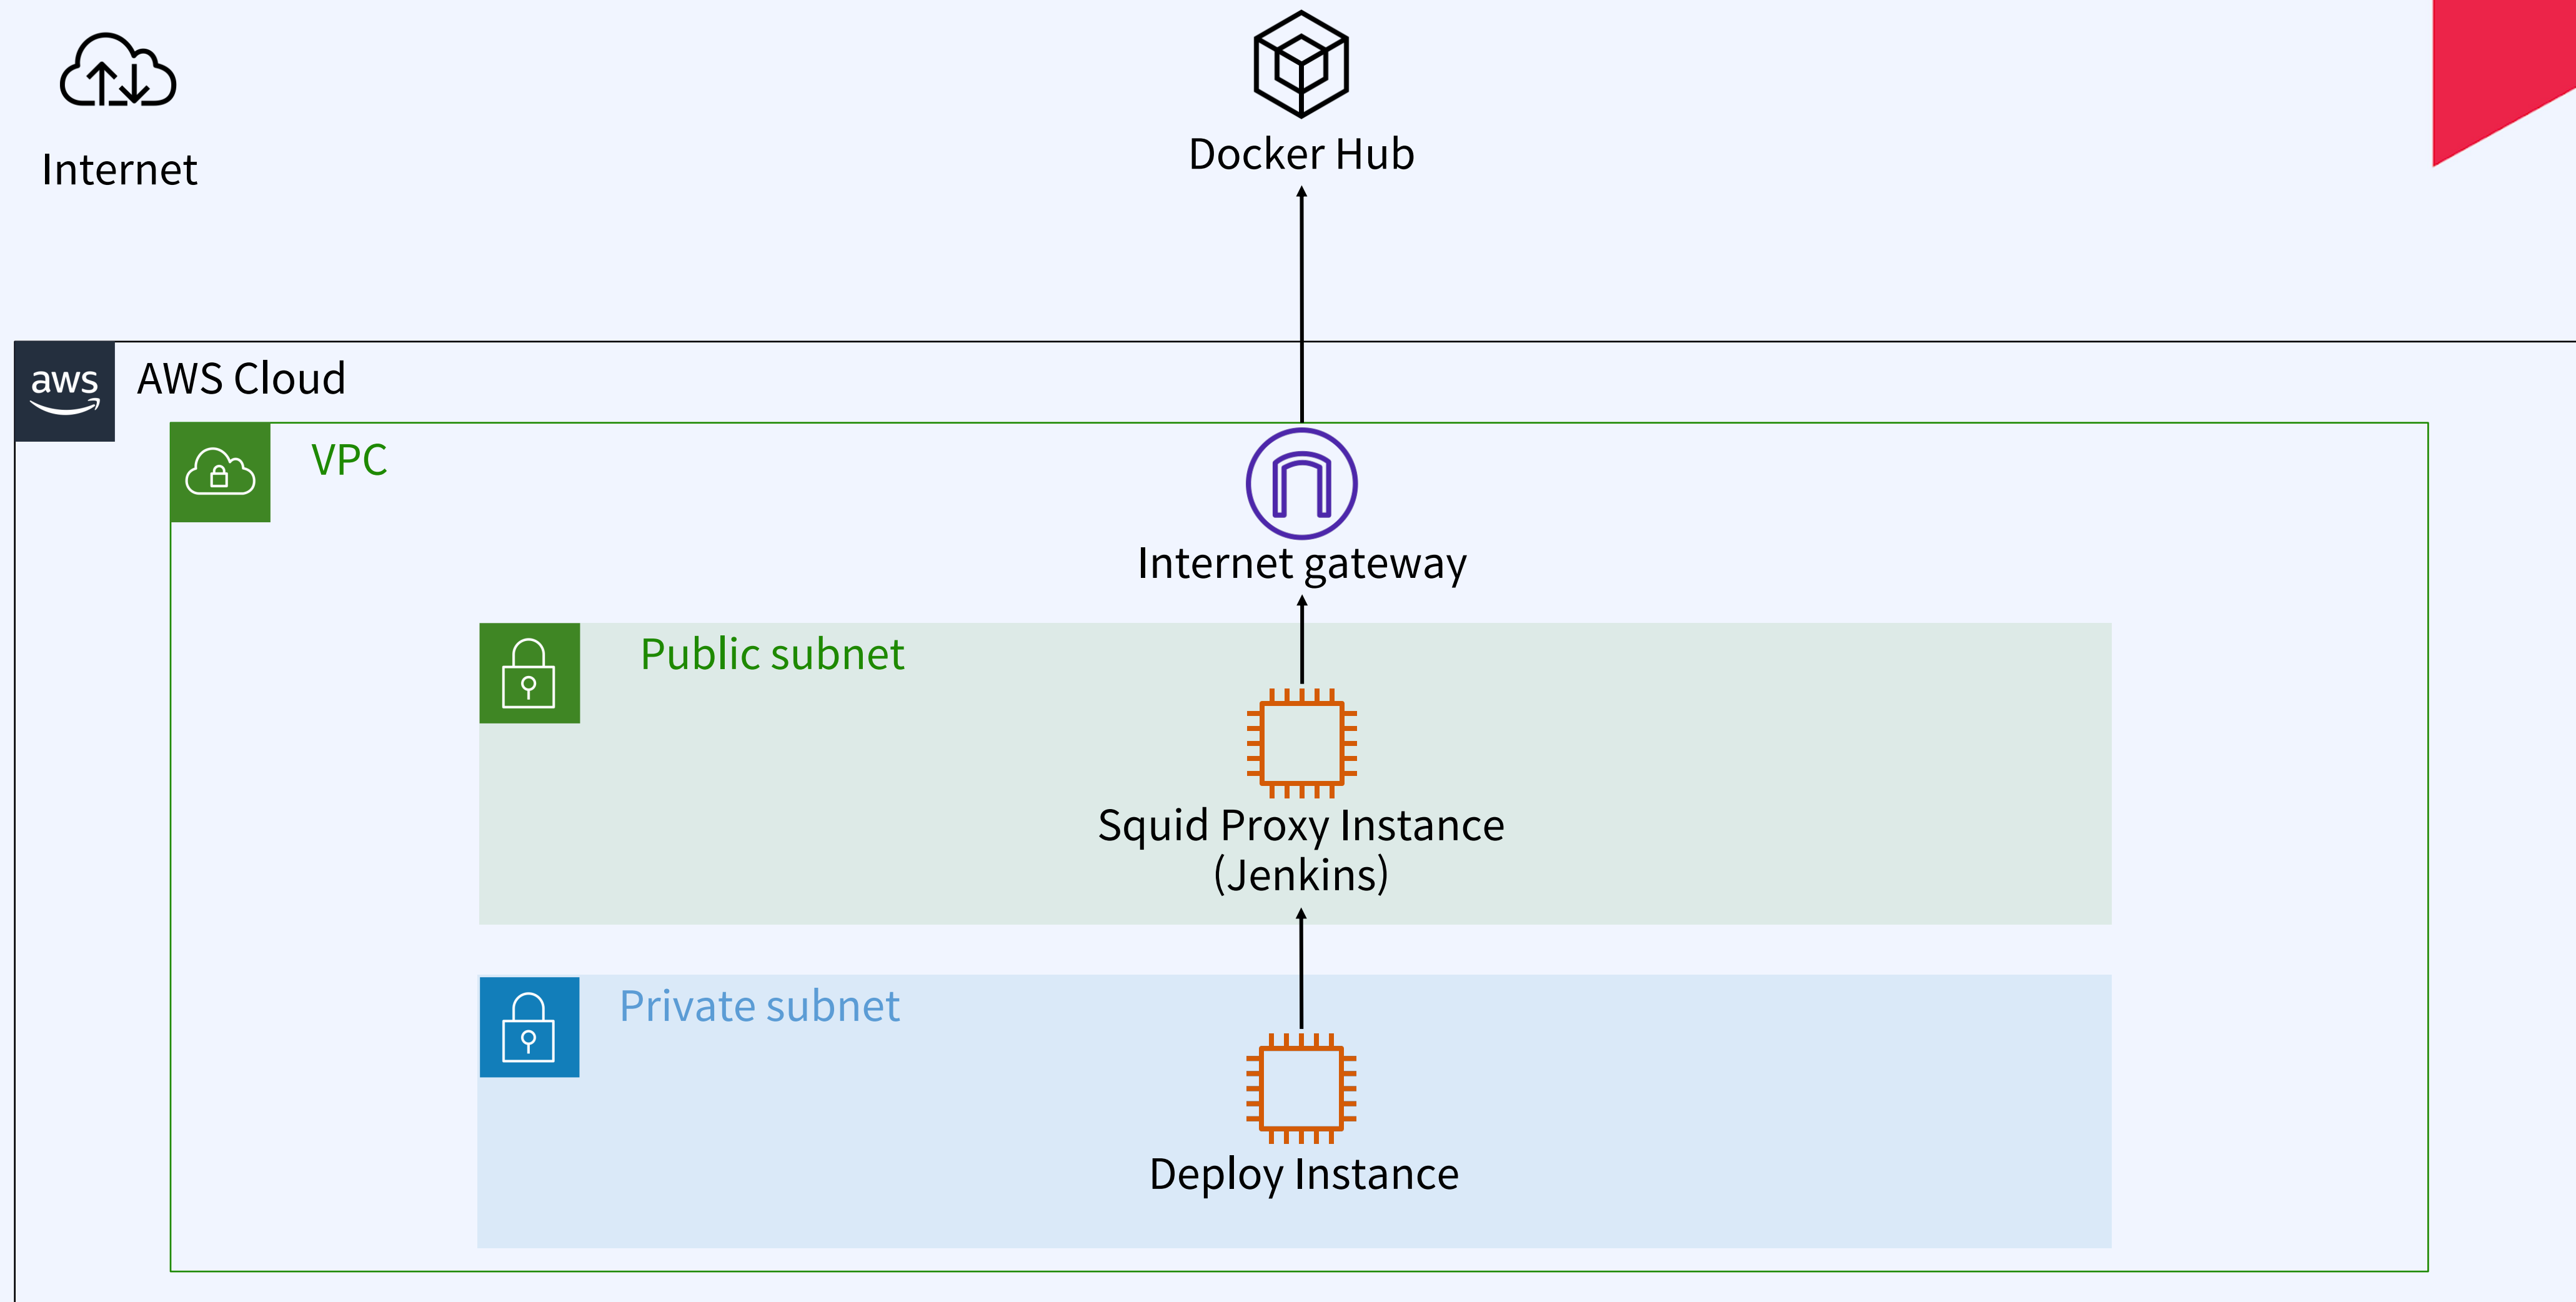 Internet
Docker Hub
aws
AWS Cloud
VPC
Internet gateway
Public subnet
Squid Proxy Instance
(Jenkins)
Private subnet
Deploy Instance